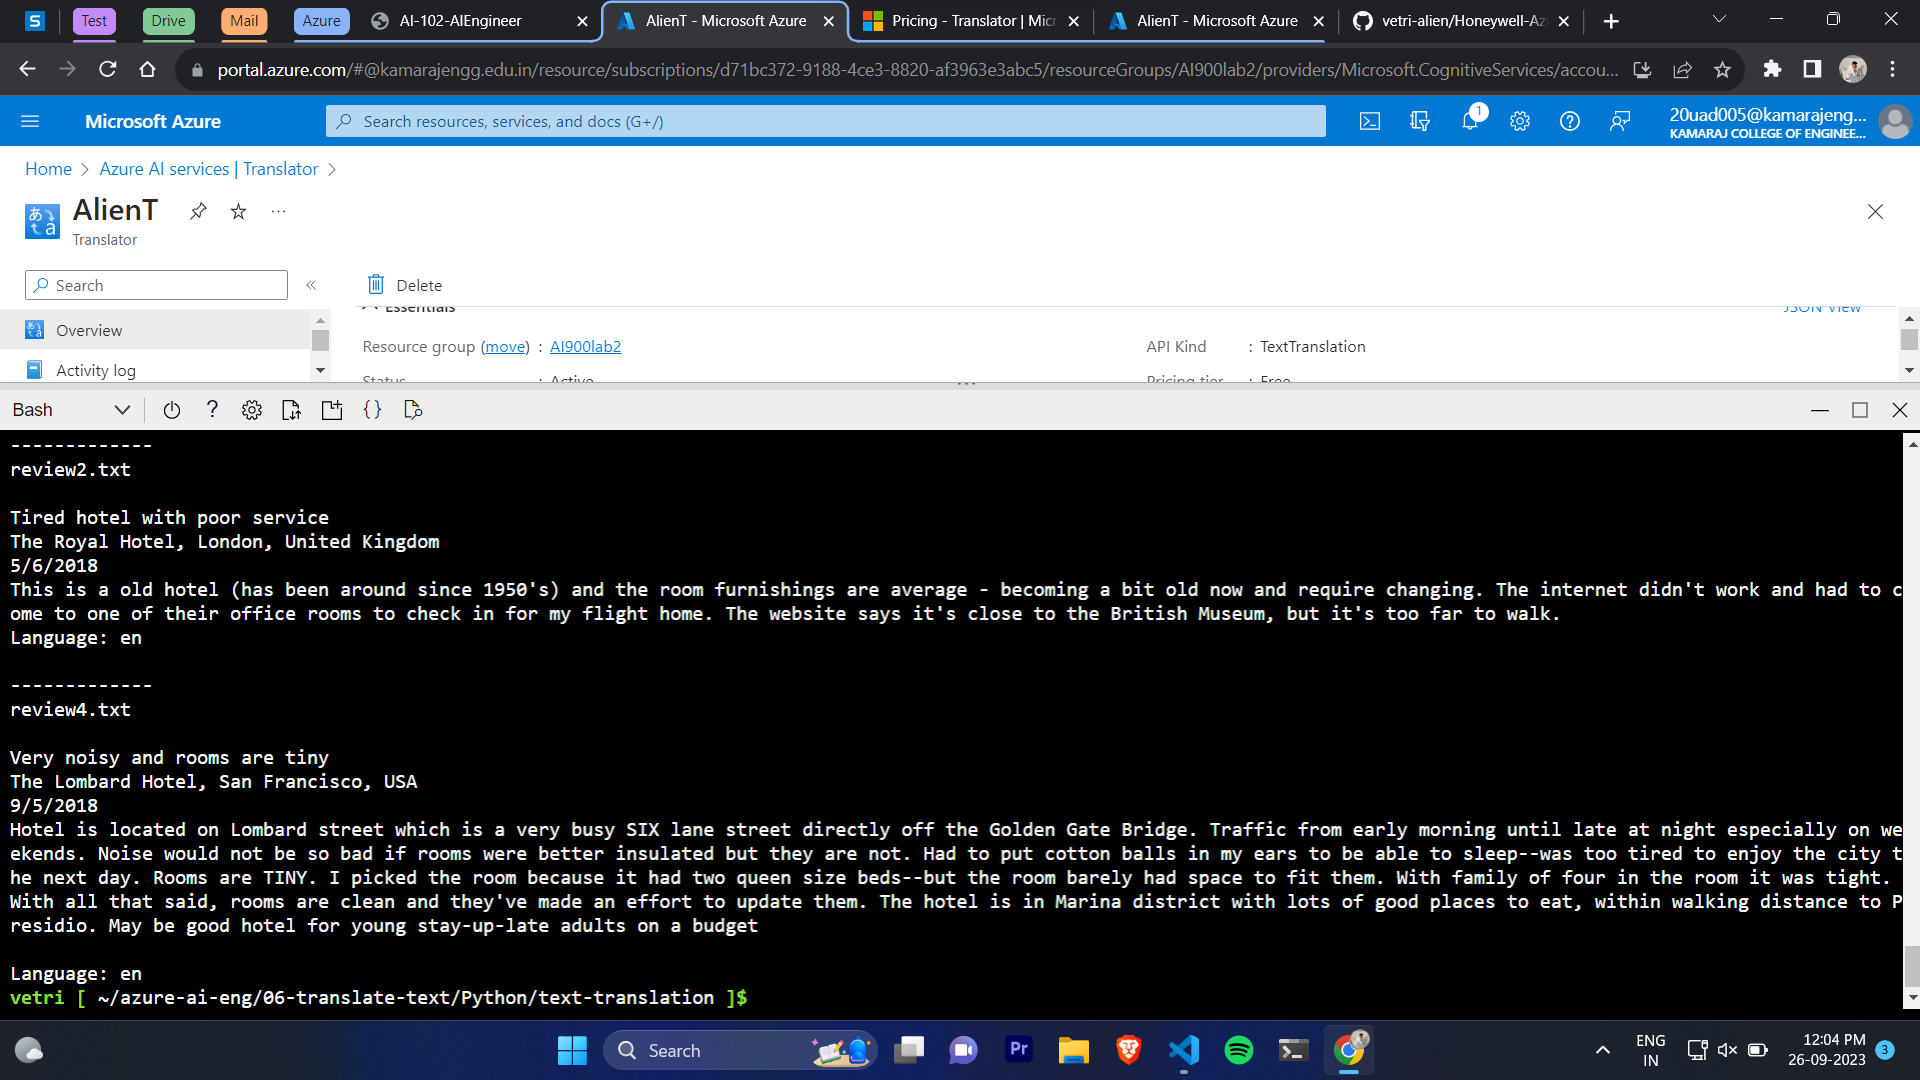 Test
Drive
Mail
Azure
AI-102-AIEngineer
AlienT - Microsoft Azure
Pricing - Translator | Micr
AlienT - Microsoft Azure
vetri-alien/Honeywell-Az
portal.azure.com/#@kamarajengg.edu.in/resource/subscriptions/d71bc372-9188-4ce3-8820-af3963e3abc5/resourceGroups/AI900lab2/providers/Microsoft.CognitiveServices/accou...
Microsoft Azure
Search resources, services, and docs (G+/)
1
20uad005@kamarajeng...
KAMARAJ COLLEGE OF ENGINEE...
Home > Azure AI services | Translator >
AlienT
Translator
Search
Delete
Essentials
JSON View
Overview
Resource group (move) : AI900lab2
API Kind : TextTranslation
Activity log
Status : Active
Pricing tier : Free
Bash
-------------
review2.txt
Tired hotel with poor service
The Royal Hotel, London, United Kingdom
5/6/2018
This is a old hotel (has been around since 1950's) and the room furnishings are average - becoming a bit old now and require changing. The internet didn't work and had to c
ome to one of their office rooms to check in for my flight home. The website says it's close to the British Museum, but it's too far to walk.
Language: en
-------------
review4.txt
Very noisy and rooms are tiny
The Lombard Hotel, San Francisco, USA
9/5/2018
Hotel is located on Lombard street which is a very busy SIX lane street directly off the Golden Gate Bridge. Traffic from early morning until late at night especially on we
ekends. Noise would not be so bad if rooms were better insulated but they are not. Had to put cotton balls in my ears to be able to sleep--was too tired to enjoy the city t
he next day. Rooms are TINY. I picked the room because it had two queen size beds--but the room barely had space to fit them. With family of four in the room it was tight.
With all that said, rooms are clean and they've made an effort to update them. The hotel is in Marina district with lots of good places to eat, within walking distance to P
residio. May be good hotel for young stay-up-late adults on a budget
Language: en
vetri [ ~/azure-ai-eng/06-translate-text/Python/text-translation ]$
Search
Pr
ENG
IN
12:04 PM
26-09-2023
3